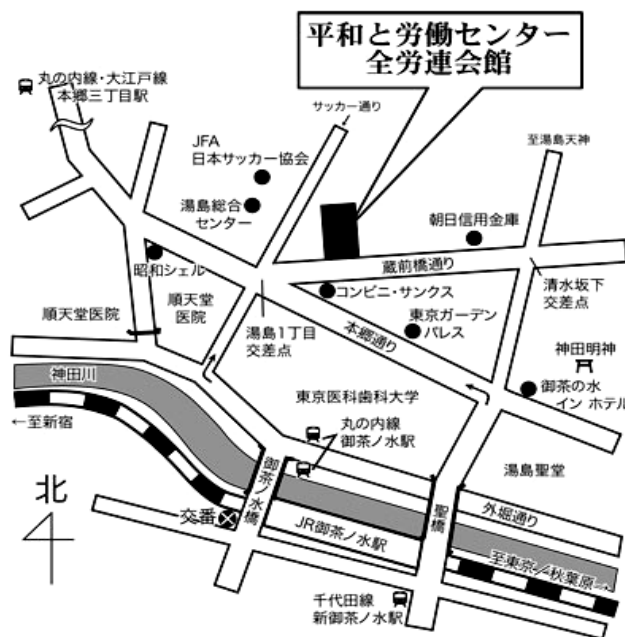 平和と労働センター
全労連会館
丸の内線・大江戸線
本郷三丁目駅
サッカー通り
JFA
日本サッカー協会
至湯島天神
湯島総合
センター
朝日信用金庫
昭和シェル
蔵前橋通り
順天堂医院
順天堂
医院
コンビニ・サンクス
清水坂下
交差点
湯島1丁目
交差点
本郷通り
東京ガーデン
パレス
神田明神
神田川
東京医科歯科大学
御茶の水
イン ホテル
←至新宿
丸の内線
御茶ノ水駅
湯島聖堂
北
御茶ノ水橋
聖橋
外堀通り
交番
JR御茶ノ水駅
至東京/秋葉原→
千代田線
新御茶ノ水駅